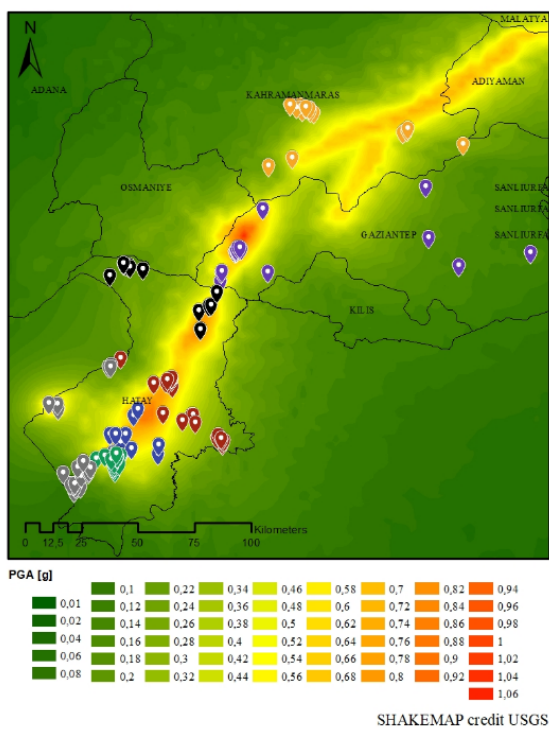 N
MALATYA
ADANA
KAHRAMANMARAS
ADIYAMAN
OSMANIYE
SANLIURFA
SANLIURFA
GAZIANTEP
SANLIURFA
KILIS
HATAY
Kilometers
0 12,5 25 50 75 100
PGA [g]
0,1 0,22 0,34 0,46 0,58 0,7 0,82 0,94
0,01 0,12 0,24 0,36 0,48 0,6 0,72 0,84 0,96
0,02 0,14 0,26 0,38 0,5 0,62 0,74 0,86 0,98
0,04 0,16 0,28 0,4 0,52 0,64 0,76 0,88 1
0,06 0,18 0,3 0,42 0,54 0,66 0,78 0,9 1,02
0,08 0,2 0,32 0,44 0,56 0,68 0,8 0,92 1,04
1,06
SHAKEMAP credit USGS